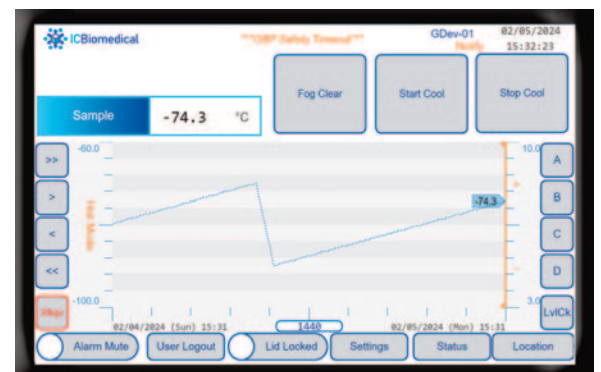 ICBiomedical
GDev-01
02/05/2024
15:32:23
Sample
-74.3 °C
Fog Clear
Start Cool
Stop Cool
>>
>
<
<<
-60.0
-100.0
10.0
3.0
-74.3
A
B
C
D
LvlCk
02/04/2024 (Sun) 15:31
1440
02/05/2024 (Mon) 15:31
Alarm Mute
User Logout
Lid Locked
Settings
Status
Location